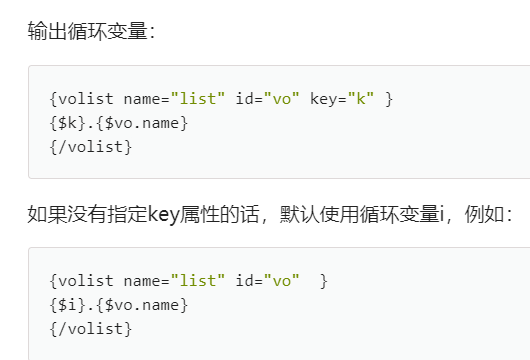 输出循环变量：
{volist name="list" id="vo" key="k" }
{$k}.{$vo.name}
{/volist}
如果没有指定key属性的话，默认使用循环变量i，例如：
{volist name="list" id="vo"  }
{$i}.{$vo.name}
{/volist}